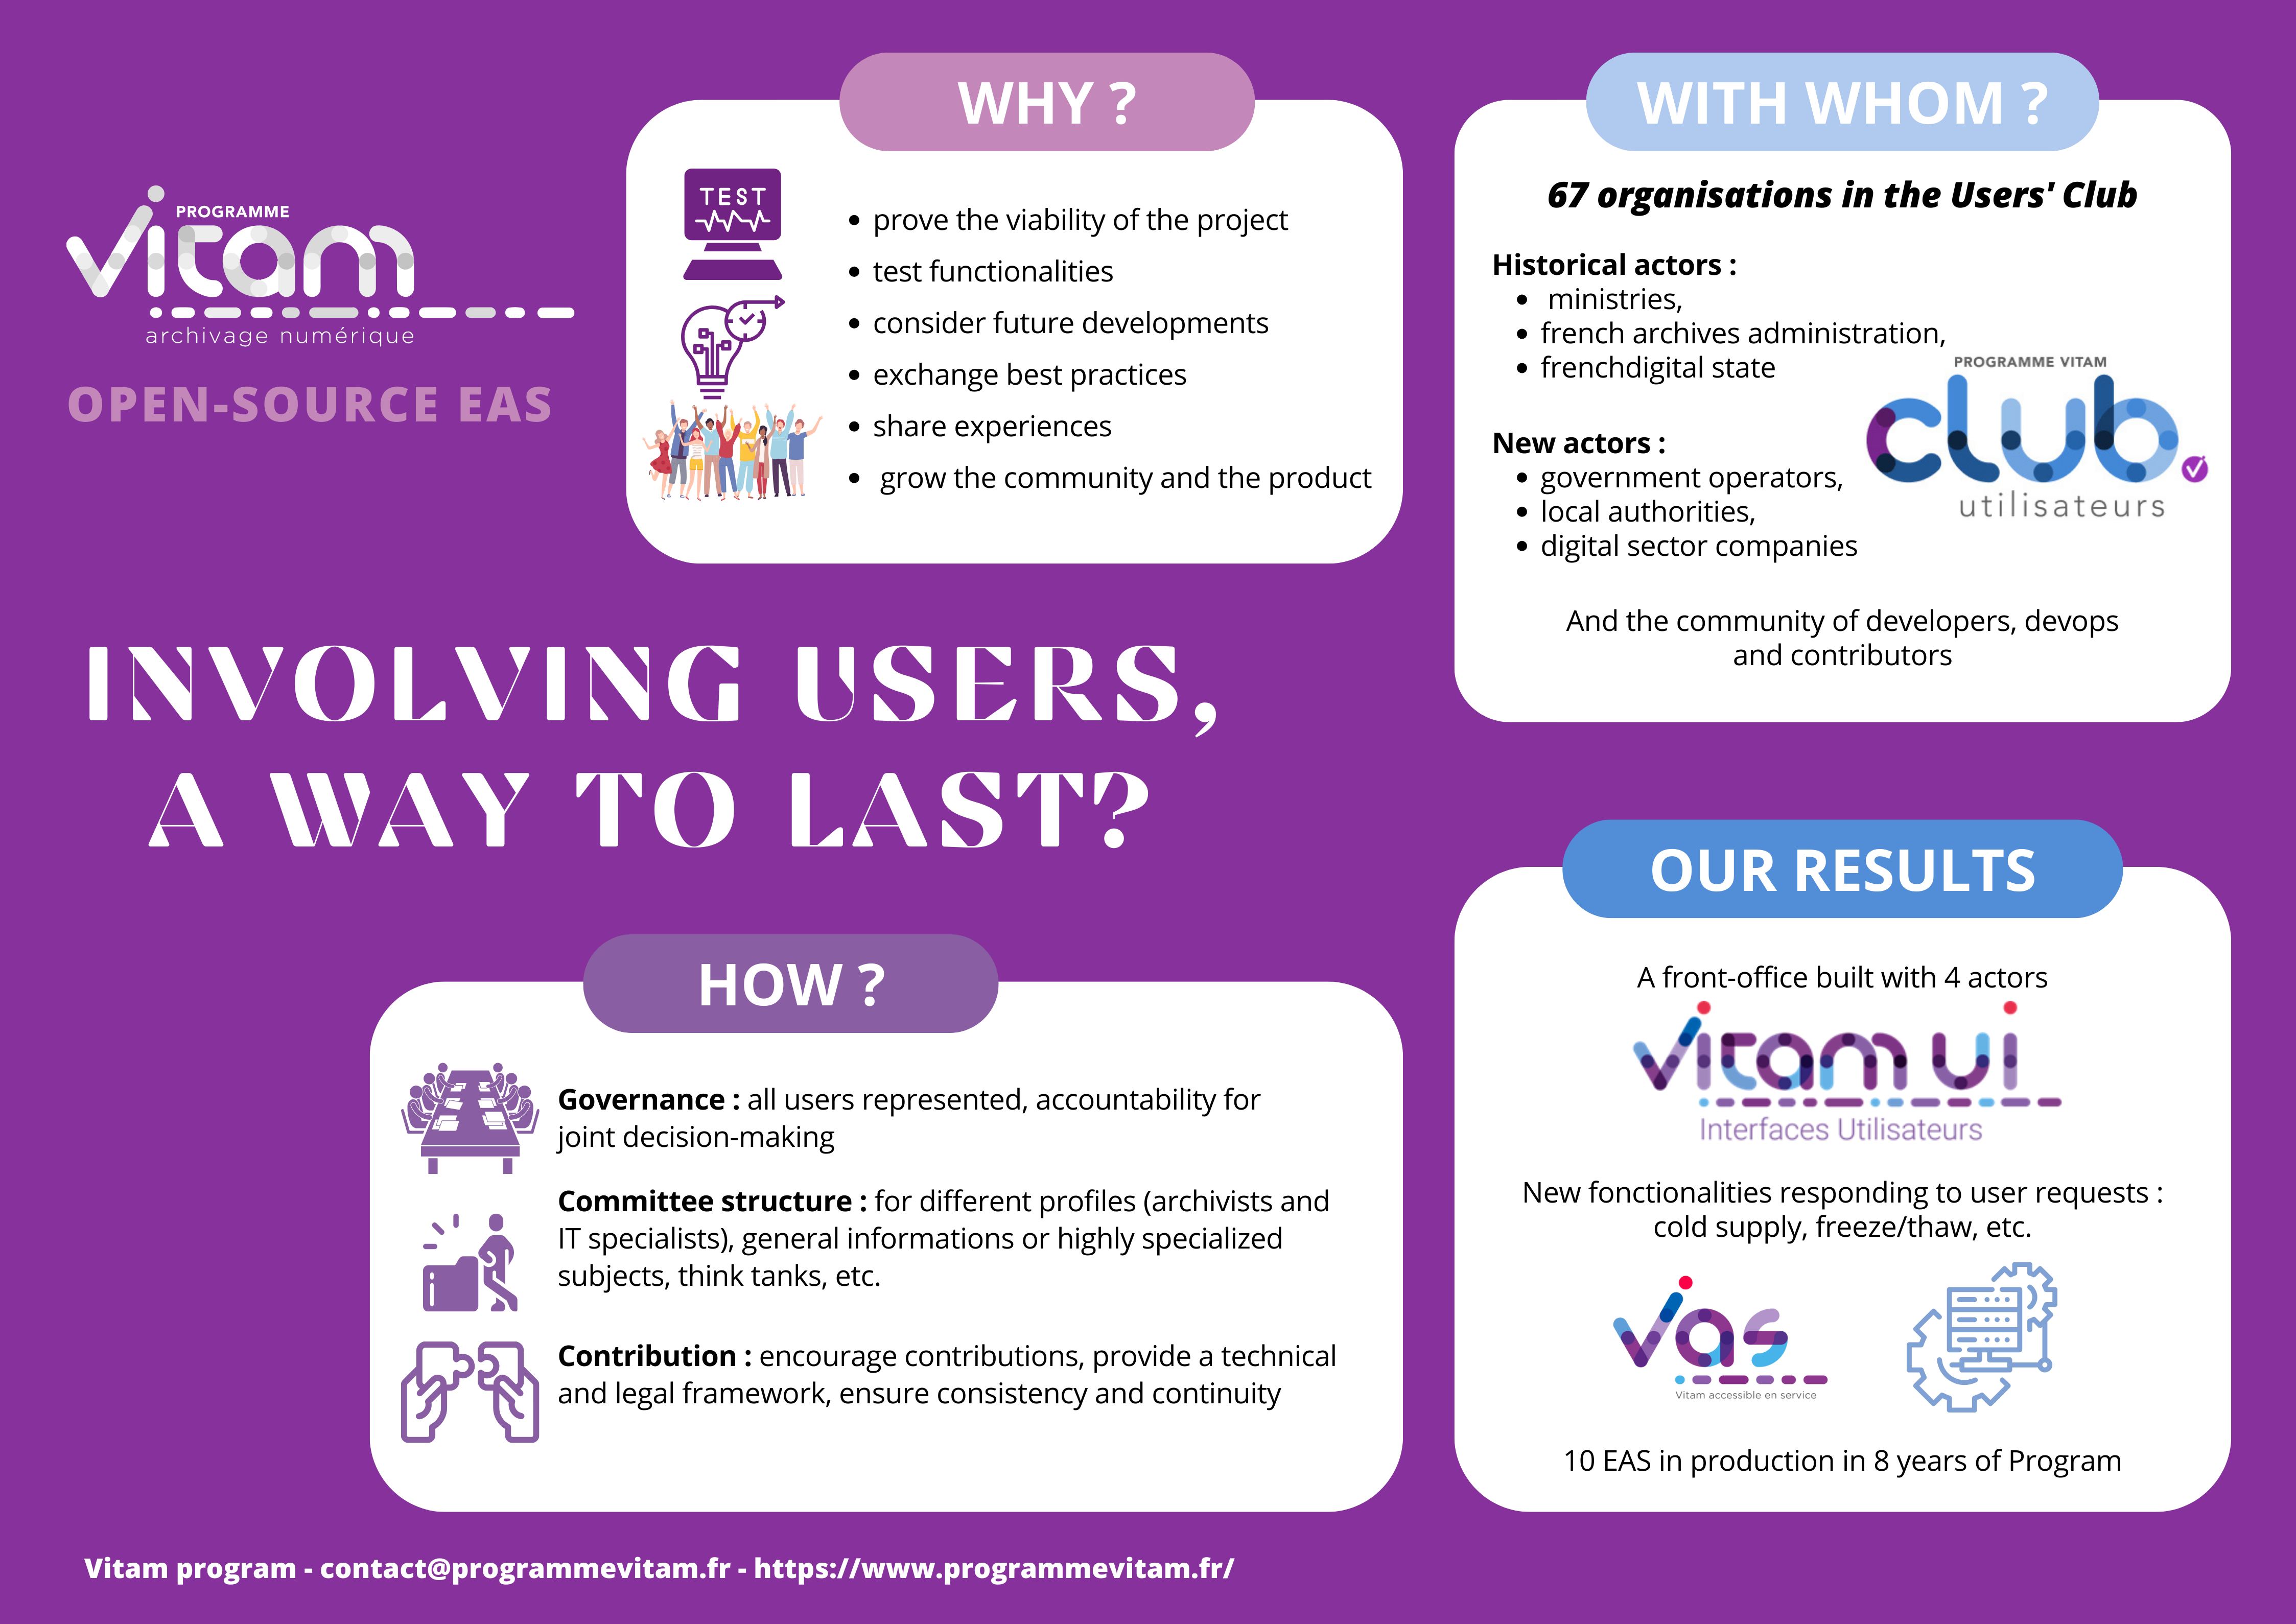 PROGRAMME
vitam
archivage numérique
OPEN-SOURCE EAS
WHY ?
TEST
• prove the viability of the project
• test functionalities
• consider future developments
• exchange best practices
• share experiences
• grow the community and the product
WITH WHOM ?
67 organisations in the Users' Club
Historical actors :
• ministries,
• french archives administration,
• frenchdigital state
PROGRAMME VITAM
club
utilisateurs
New actors :
• government operators,
• local authorities,
• digital sector companies
And the community of developers, devops
and contributors
INVOLVING USERS,
A WAY TO LAST?
HOW ?
Governance : all users represented, accountability for
joint decision-making
Committee structure : for different profiles (archivists and
IT specialists), general informations or highly specialized
subjects, think tanks, etc.
Contribution : encourage contributions, provide a technical
and legal framework, ensure consistency and continuity
OUR RESULTS
A front-office built with 4 actors
vitam ui
Interfaces Utilisateurs
New fonctionalities responding to user requests :
cold supply, freeze/thaw, etc.
vas
Vitam accessible en service
10 EAS in production in 8 years of Program
Vitam program - contact@programmevitam.fr - https://www.programmevitam.fr/